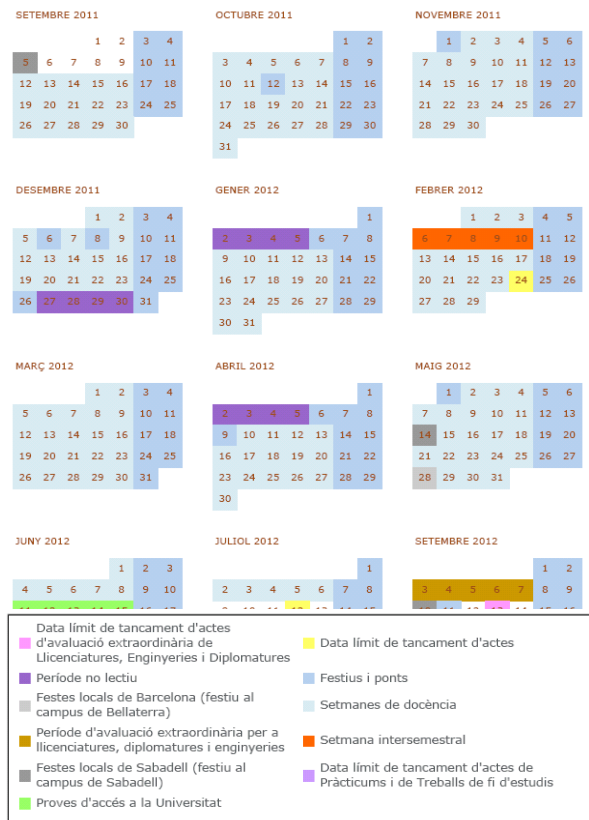 SETEMBRE 2011 OCTUBRE 2011 NOVEMBRE 2011
1 2 3 4 1 2 1 2 3 4 5 6
5 6 7 8 9 10 11 3 4 5 6 7 8 9 7 8 9 10 11 12 13
12 13 14 15 16 17 18 10 11 12 13 14 15 16 14 15 16 17 18 19 20
19 20 21 22 23 24 25 17 18 19 20 21 22 23 21 22 23 24 25 26 27
26 27 28 29 30 24 25 26 27 28 29 30 28 29 30
31
DESEMBRE 2011 GENER 2012 FEBRER 2012
1 2 3 4 1 1 2 3 4 5
5 6 7 8 9 10 11 2 3 4 5 6 7 8 6 7 8 9 10 11 12
12 13 14 15 16 17 18 9 10 11 12 13 14 15 13 14 15 16 17 18 19
19 20 21 22 23 24 25 16 17 18 19 20 21 22 20 21 22 23 24 25 26
26 27 28 29 30 31 23 24 25 26 27 28 29 27 28 29
30 31
MARÇ 2012 ABRIL 2012 MAIG 2012
1 2 3 4 1 1 2 3 4 5 6
5 6 7 8 9 10 11 2 3 4 5 6 7 8 7 8 9 10 11 12 13
12 13 14 15 16 17 18 9 10 11 12 13 14 15 14 15 16 17 18 19 20
19 20 21 22 23 24 25 16 17 18 19 20 21 22 21 22 23 24 25 26 27
26 27 28 29 30 31 23 24 25 26 27 28 29 28 29 30 31
30
JUNY 2012 JULIOL 2012 SETEMBRE 2012
1 2 3 1 1 2
4 5 6 7 8 9 10 2 3 4 5 6 7 8 3 4 5 6 7 8 9
Data límit de tancament d'actes
d'avaluació extraordinària de
Llicenciatures, Enginyeries i Diplomatures
Data límit de tancament d'actes
Període no lectiu
Festius i ponts
Festes locals de Barcelona (festiu al
campus de Bellaterra)
Setmanes de docència
Període d'avaluació extraordinària per a
llicenciatures, diplomatures i enginyeries
Setmana intersemestral
Festes locals de Sabadell (festiu al
campus de Sabadell)
Data límit de tancament d'actes de
Pràcticums i de Treballs de fi d'estudis
Proves d'accés a la Universitat